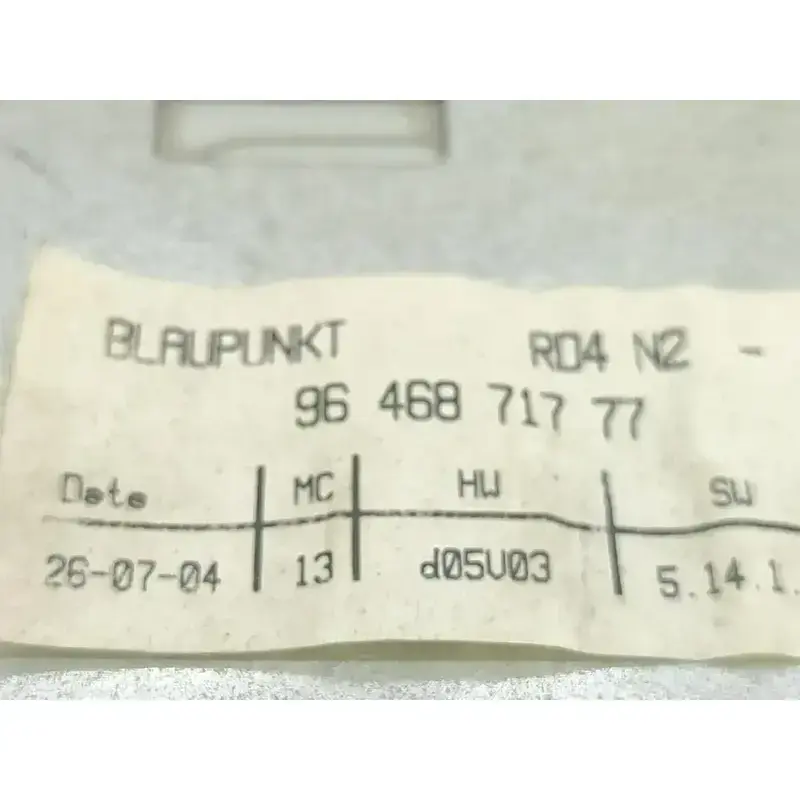 BLAUPUNKT RD4 N2 -
96 468 717 77
Date MC HW SW
26-07-04 13 d05V03 5.14.1.